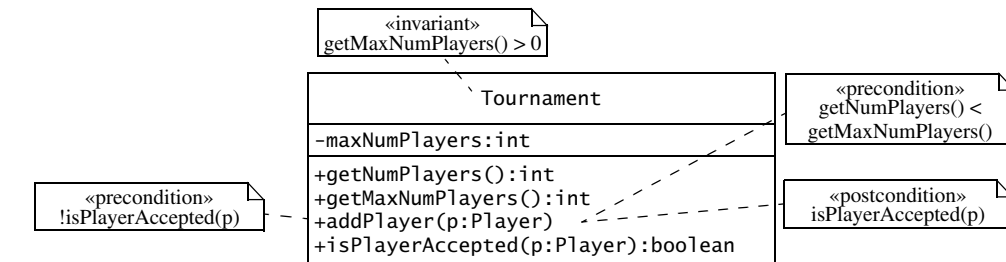 «invariant»
getMaxNumPlayers() > 0
Tournament
-maxNumPlayers:int
+getNumPlayers():int
+getMaxNumPlayers():int
+addPlayer(p:Player)
+isPlayerAccepted(p:Player):boolean
«precondition»
getNumPlayers() <
getMaxNumPlayers()
«precondition»
!isPlayerAccepted(p)
«postcondition»
isPlayerAccepted(p)